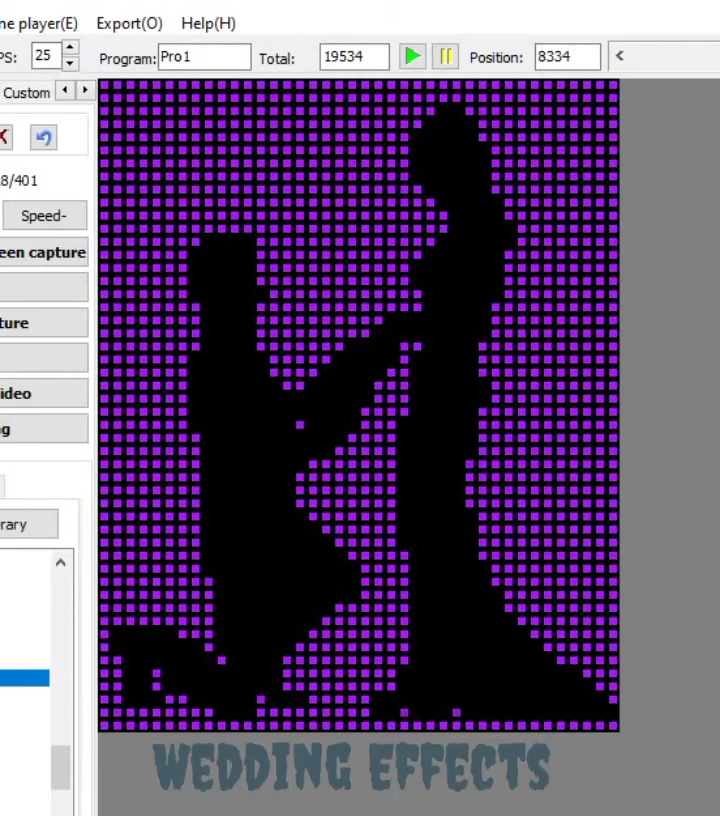 ne player(E) Export(O) Help(H)
PS: 25 Program: Pro1 Total: 19534 Position: 8334 <
Custom
8/401
Speed-
een capture
ture
ideo
g
rary
WEDDING EFFECTS